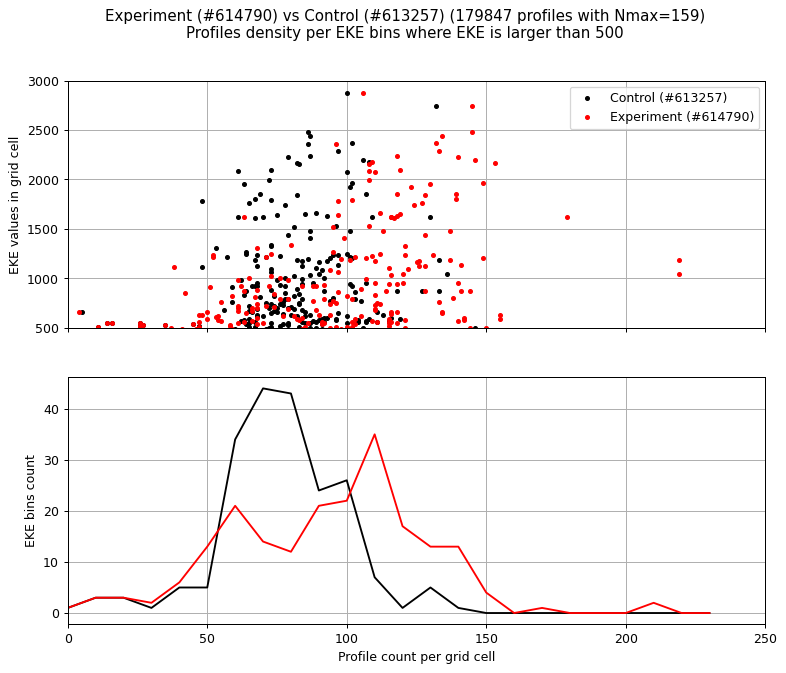 Experiment (#614790) vs Control (#613257) (179847 profiles with Nmax=159)
Profiles density per EKE bins where EKE is larger than 500
3000
2500
2000
1500
1000
500
EKE values in grid cell
Control (#613257)
Experiment (#614790)
40
30
20
10
0
EKE bins count
0 50 100 150 200 250
Profile count per grid cell